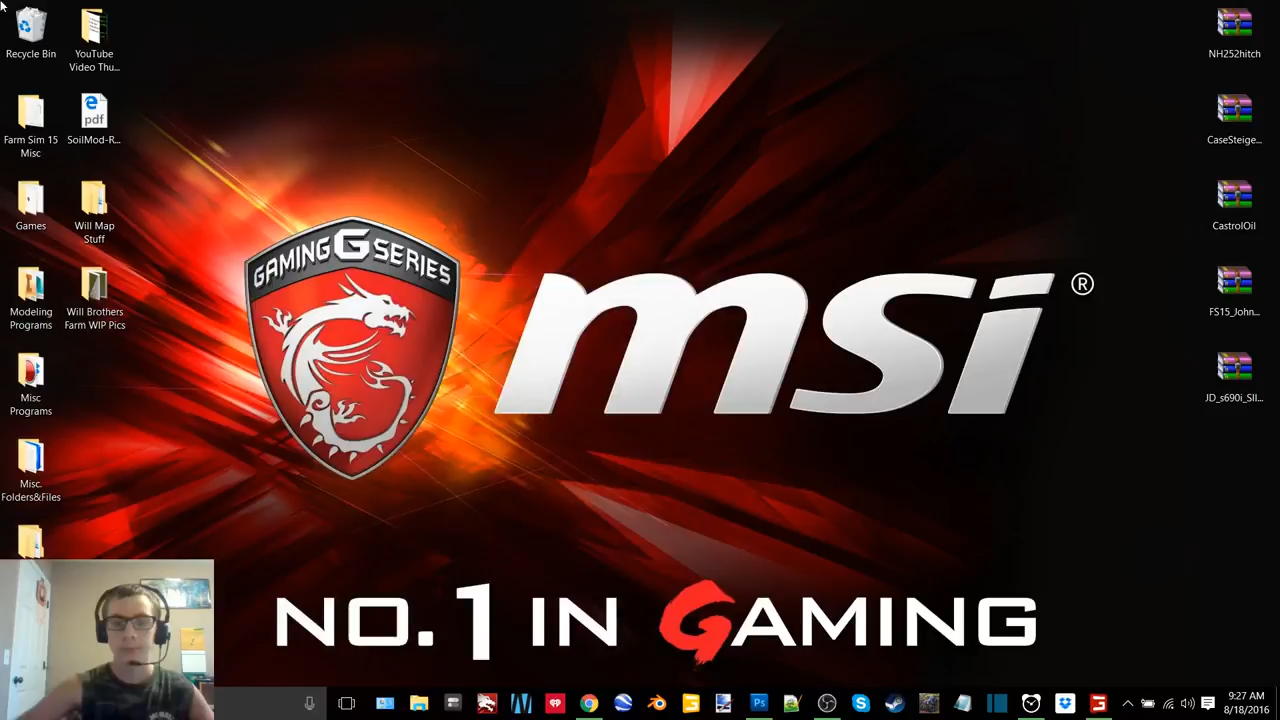 Recycle Bin
YouTube
Video Thu...
Farm Sim 15
Misc
SoilMod-R...
pdf
Games
Will Map
Stuff
Modeling
Programs
Will Brothers
Farm WIP Pics
Misc
Programs
Misc.
Folders&Files
GAMING G SERIES
msi®
NO.1 IN GAMING
NH252hitch
CaseSteige...
CastrolOil
FS15_John...
JD_s690i_SII...
Ps
9:27 AM
8/18/2016